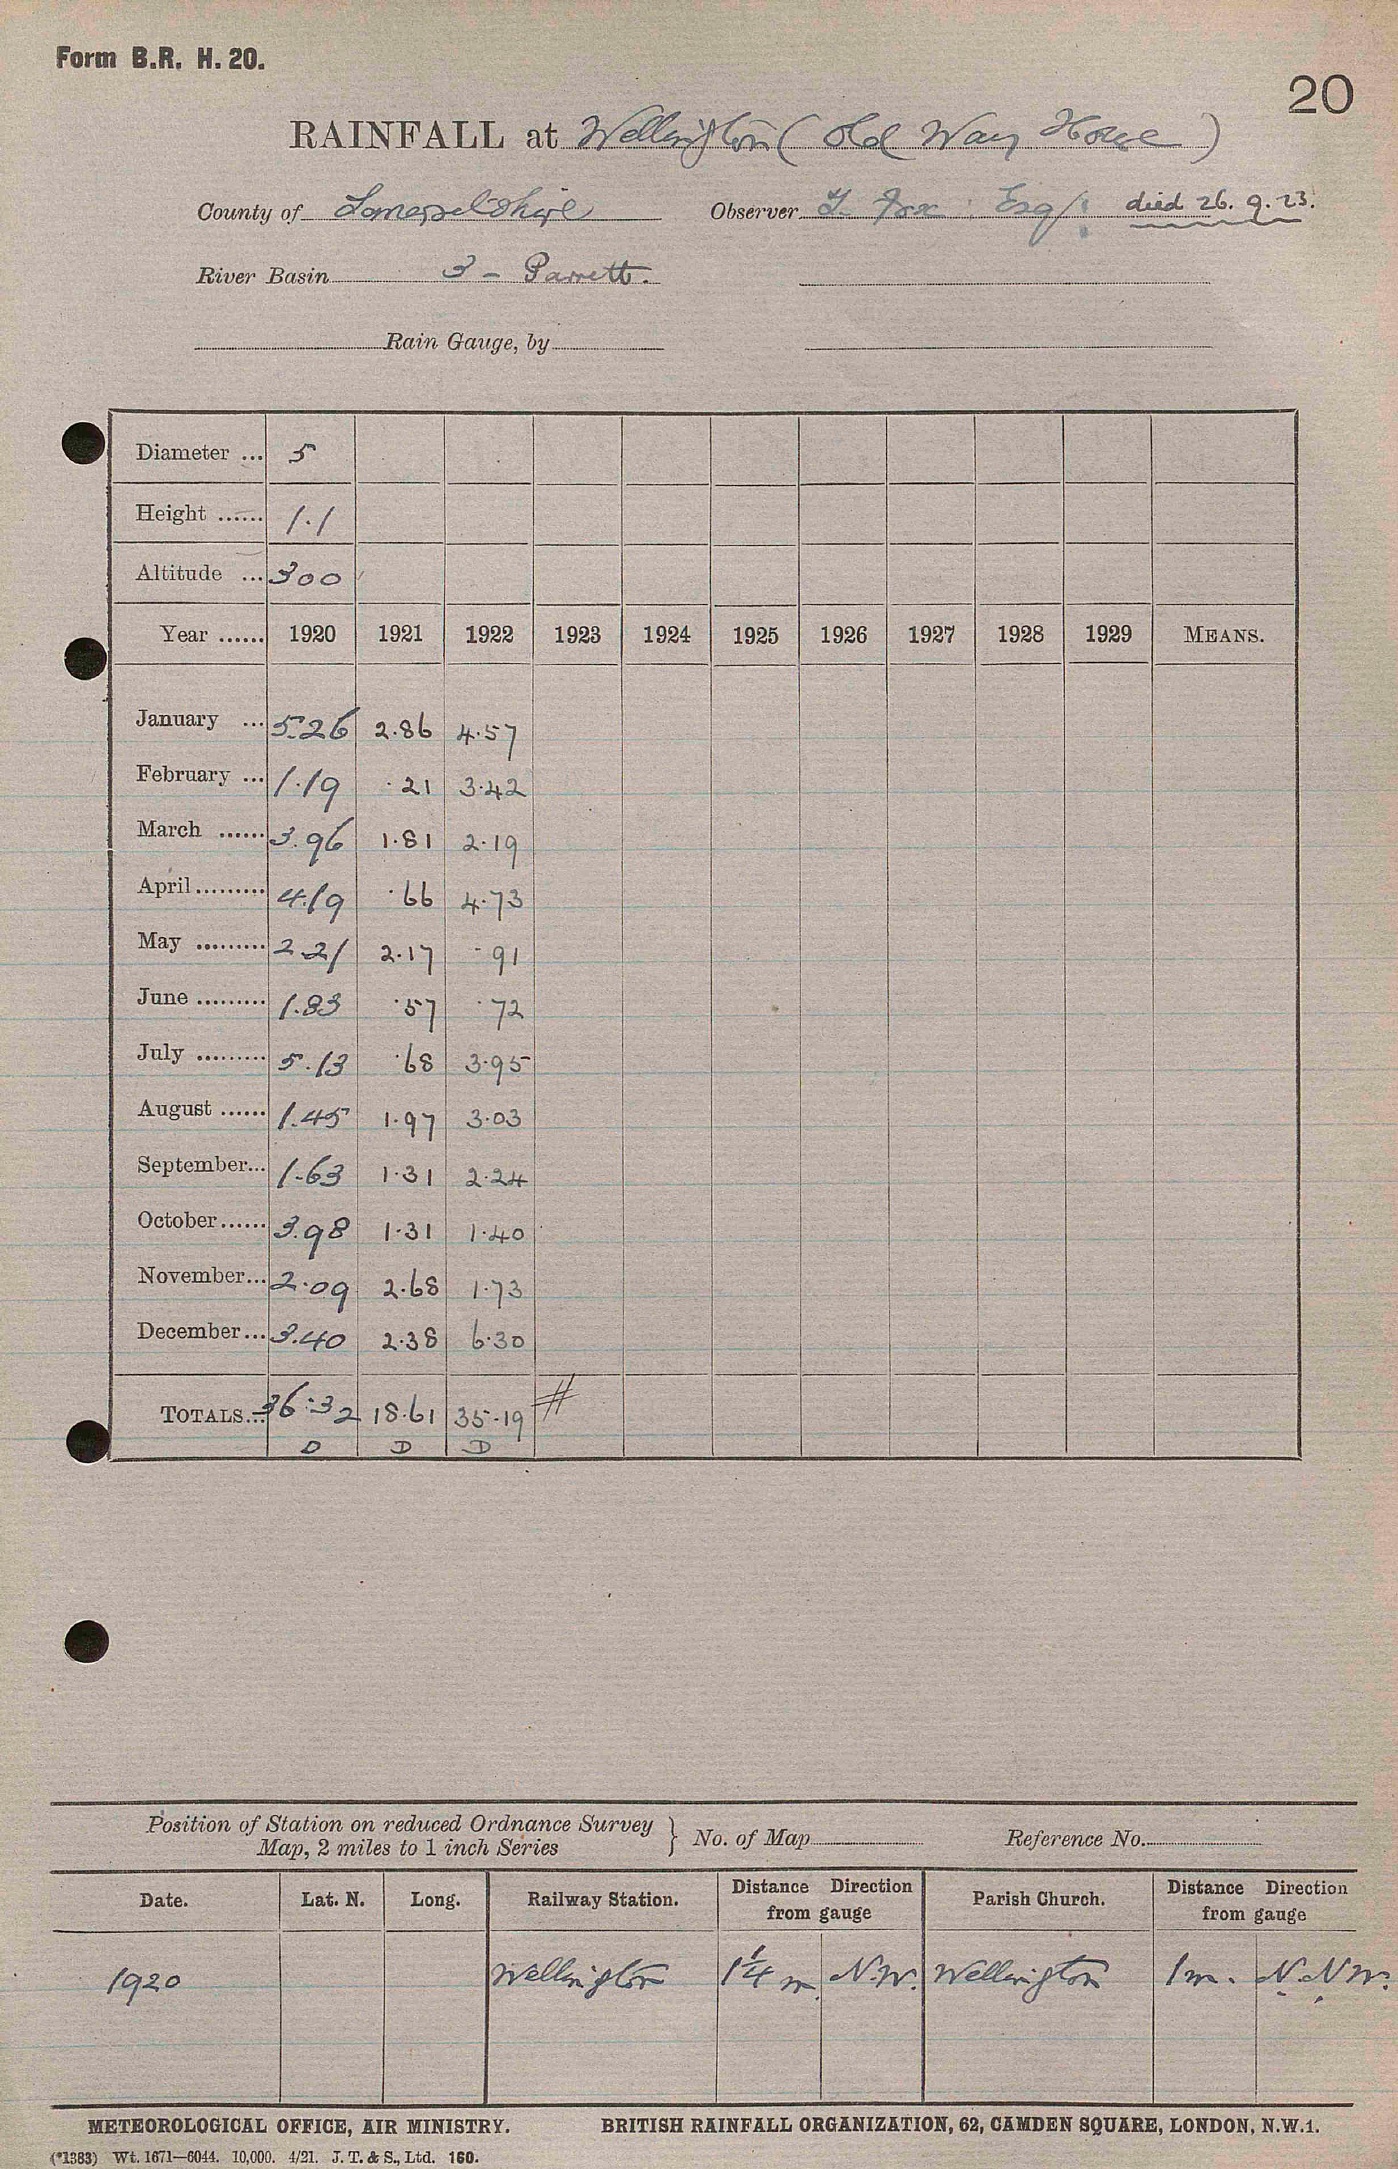 Form B.R. H. 20.
20
RAINFALL at Wellington ( Old Way House )
County of Somersetshire Observer Y. Fox Esq: died 26.9.23.
River Basin 3 - Parrett.
Rain Gauge, by
Diameter ... 5
Height ...... 1.1
Altitude ... 300
Year ...... 1920 1921 1922 1923 1924 1925 1926 1927 1928 1929 MEANS.
January ... 5.26 2.86 4.57
February ... 1.19 .21 3.42
March ...... 3.96 1.81 2.19
April ......... 4.19 .66 4.73
May ......... 2.21 2.17 .91
June ......... 1.83 .57 .72
July ......... 5.13 .68 3.95
August ...... 1.45 1.97 3.03
September... 1.63 1.31 2.24
October ...... 3.98 1.31 1.40
November... 2.09 2.68 1.73
December... 3.40 2.38 6.30
TOTALS... 36.32 18.61 35.19 #
D D D
Position of Station on reduced Ordnance Survey
Map, 2 miles to 1 inch Series } No. of Map Reference No.
Date. Lat. N. Long. Railway Station. Distance Direction from gauge Parish Church. Distance Direction from gauge
1920 Wellington 1¼ m. N.W. Wellington 1 m. N.N.W.
METEOROLOGICAL OFFICE, AIR MINISTRY. BRITISH RAINFALL ORGANIZATION, 62, CAMDEN SQUARE, LONDON, N.W.1.
(*1383) Wt. 1671—6044. 10,000. 4/21. J. T. & S., Ltd. 160.